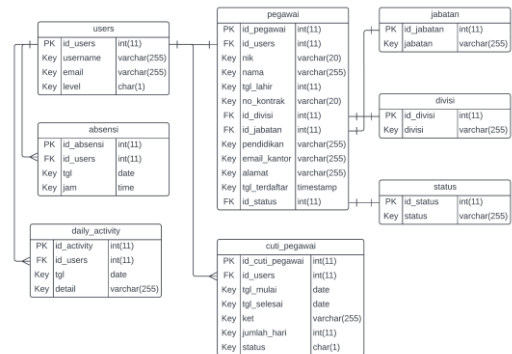 users
PK id_users int(11)
Key username varchar(255)
Key email varchar(255)
Key level char(1)
absensi
PK id_absensi int(11)
FK id_users int(11)
Key tgl date
Key jam time
daily_activity
PK id_activity int(11)
FK id_users int(11)
Key tgl date
Key detail varchar(255)
pegawai
PK id_pegawai int(11)
FK id_users int(11)
Key nik varchar(20)
Key nama varchar(255)
Key tgl_lahir int(11)
Key no_kontrak varchar(20)
FK id_divisi int(11)
FK id_jabatan int(11)
Key pendidikan varchar(255)
Key email_kantor varchar(255)
Key alamat varchar(255)
Key tgl_terdaftar timestamp
FK id_status int(11)
cuti_pegawai
PK id_cuti_pegawai int(11)
FK id_users int(11)
Key tgl_mulai date
Key tgl_selesai date
Key ket varchar(255)
Key jumlah_hari int(11)
Key status char(1)
jabatan
PK id_jabatan int(11)
Key jabatan varchar(255)
divisi
PK id_divisi int(11)
Key divisi varchar(255)
status
PK id_status int(11)
Key status varchar(255)